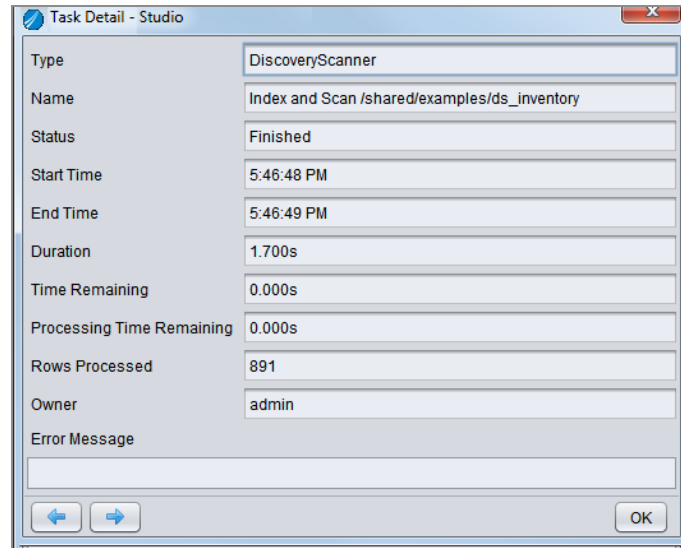 Task Detail - Studio
Type DiscoveryScanner
Name Index and Scan /shared/examples/ds_inventory
Status Finished
Start Time 5:46:48 PM
End Time 5:46:49 PM
Duration 1.700s
Time Remaining 0.000s
Processing Time Remaining 0.000s
Rows Processed 891
Owner admin
Error Message
OK